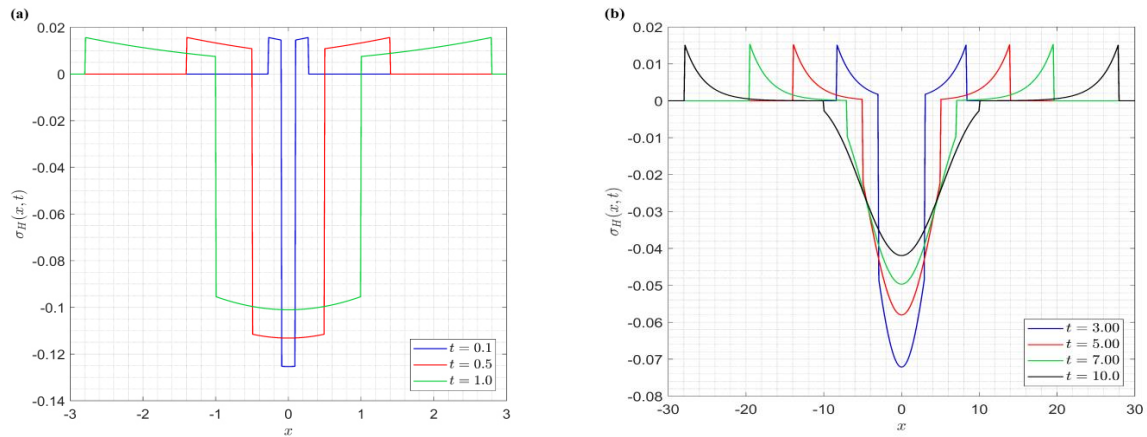 (a)
0.02
0
-0.02
-0.04
-0.06
-0.08
-0.1
-0.12
-0.14
σ_H(x, t)
-3
-2
-1
0
1
2
3
x
t = 0.1
t = 0.5
t = 1.0
(b)
0.02
0.01
0
-0.01
-0.02
-0.03
-0.04
-0.05
-0.06
-0.07
-0.08
σ_H(x, t)
-30
-20
-10
0
10
20
30
x
t = 3.00
t = 5.00
t = 7.00
t = 10.0